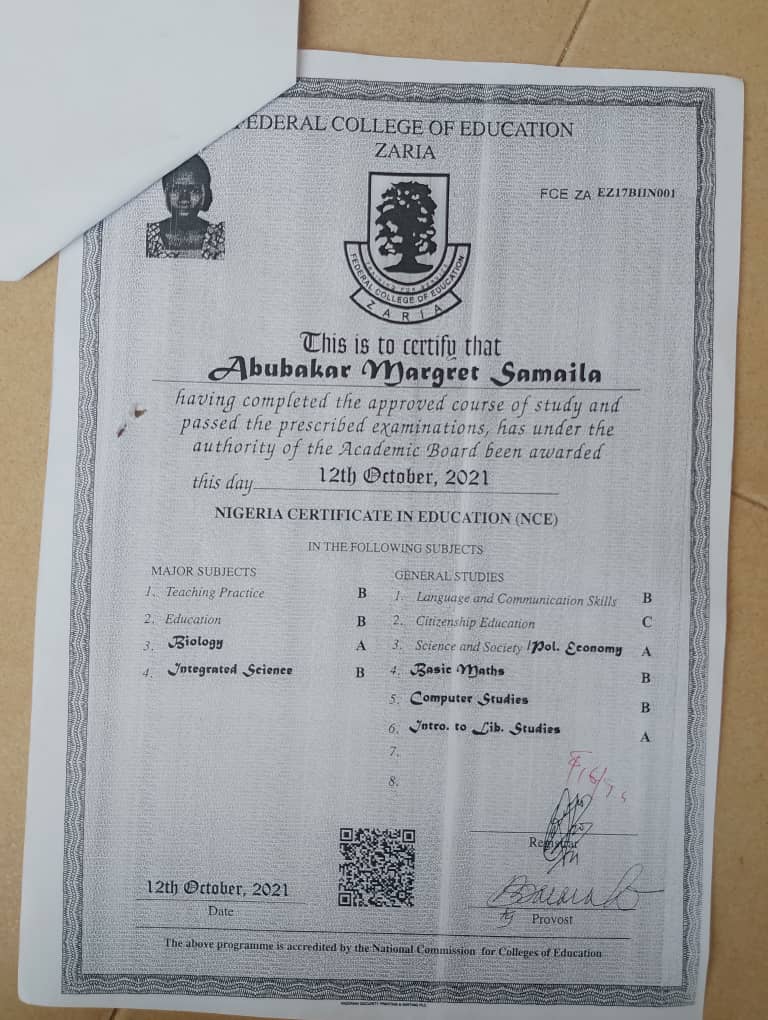 FEDERAL COLLEGE OF EDUCATION
ZARIA
FCE ZA EZ17BIIN001
FEDERAL COLLEGE OF EDUCATION
ZARIA
This is to certify that
Abubakar Margret Samaila
having completed the approved course of study and
passed the prescribed examinations, has under the
authority of the Academic Board been awarded
this day 12th October, 2021
NIGERIA CERTIFICATE IN EDUCATION (NCE)
IN THE FOLLOWING SUBJECTS
MAJOR SUBJECTS
1. Teaching Practice B
2. Education B
3. Biology A
4. Integrated Science B
GENERAL STUDIES
1. Language and Communication Skills B
2. Citizenship Education C
3. Science and Society /Pol. Economy A
4. Basic Maths B
5. Computer Studies B
6. Intro. to Lib. Studies A
7.
8.
Registrar
12th October, 2021
Date
Provost
The above programme is accredited by the National Commission for Colleges of Education